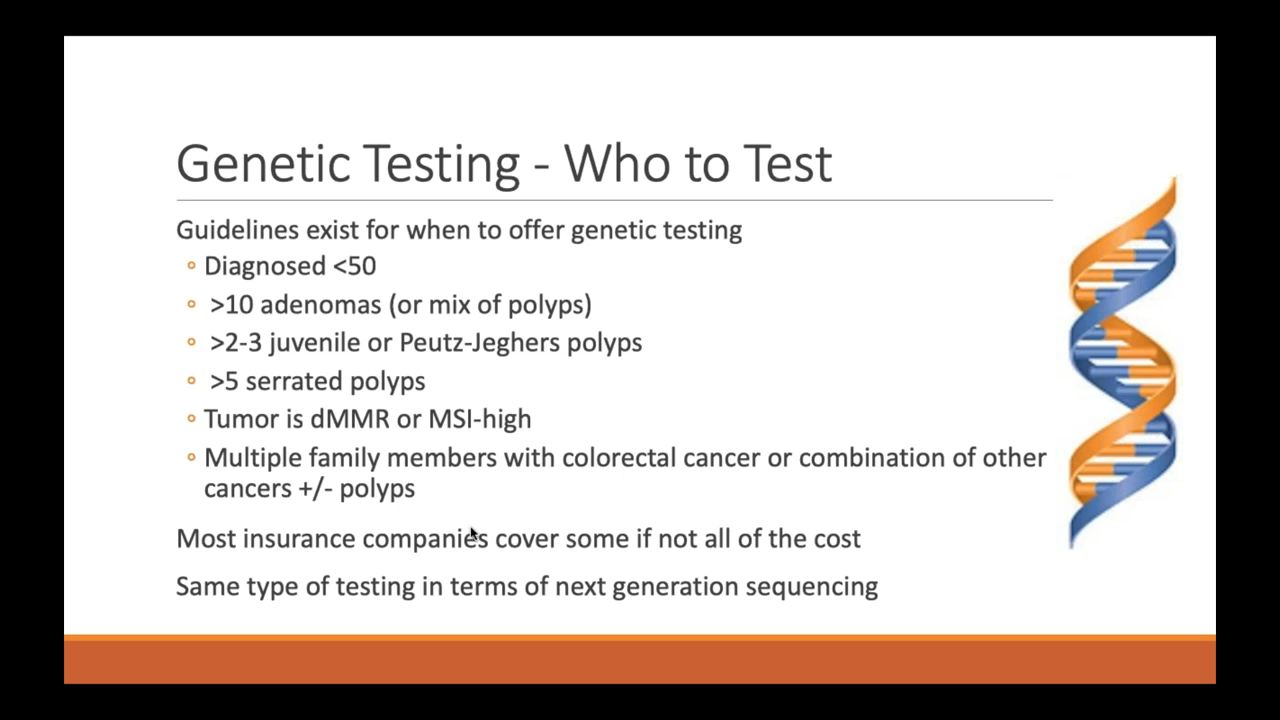 Genetic Testing - Who to Test
Guidelines exist for when to offer genetic testing
◦ Diagnosed <50
◦ >10 adenomas (or mix of polyps)
◦ >2-3 juvenile or Peutz-Jeghers polyps
◦ >5 serrated polyps
◦ Tumor is dMMR or MSI-high
◦ Multiple family members with colorectal cancer or combination of other
cancers +/- polyps
Most insurance companies cover some if not all of the cost
Same type of testing in terms of next generation sequencing